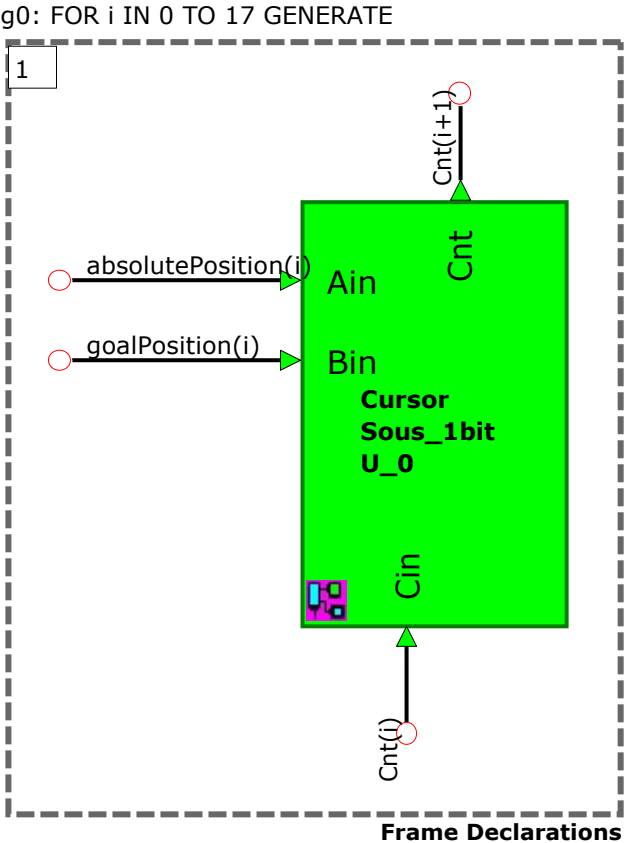 g0: FOR i IN 0 TO 17 GENERATE
1
Cnt(i+1)
Cnt
absolutePosition(i)
Ain
goalPosition(i)
Bin
Cursor
Sous_1bit
U_0
Cin
Cnt(i)
Frame Declarations